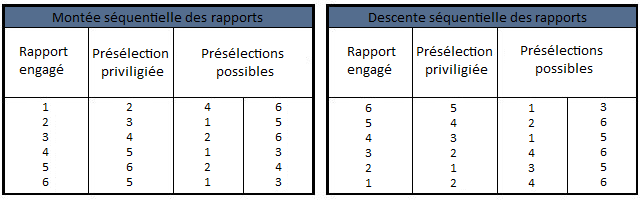 Montée séquentielle des rapports
Rapport engagé Présélection priviligiée Présélections possibles
1 2 4 6
2 3 1 5
3 4 2 6
4 5 1 3
5 6 2 4
6 5 1 3
Descente séquentielle des rapports
Rapport engagé Présélection priviligiée Présélections possibles
6 5 1 3
5 4 2 6
4 3 1 5
3 2 4 6
2 1 3 5
1 2 4 6